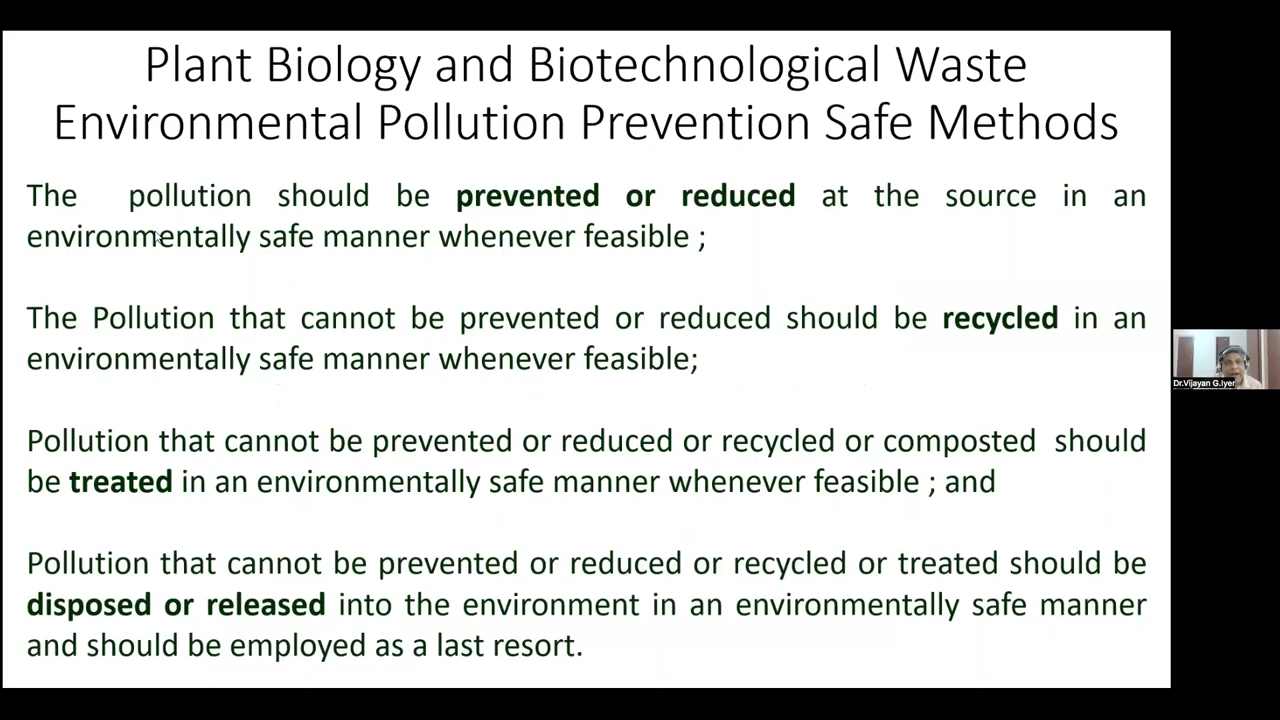 Plant Biology and Biotechnological Waste
Environmental Pollution Prevention Safe Methods
The pollution should be prevented or reduced at the source in an
environmentally safe manner whenever feasible ;
The Pollution that cannot be prevented or reduced should be recycled in an
environmentally safe manner whenever feasible;
Pollution that cannot be prevented or reduced or recycled or composted should
be treated in an environmentally safe manner whenever feasible ; and
Pollution that cannot be prevented or reduced or recycled or treated should be
disposed or released into the environment in an environmentally safe manner
and should be employed as a last resort.
Dr.Vijayan G.Iyer